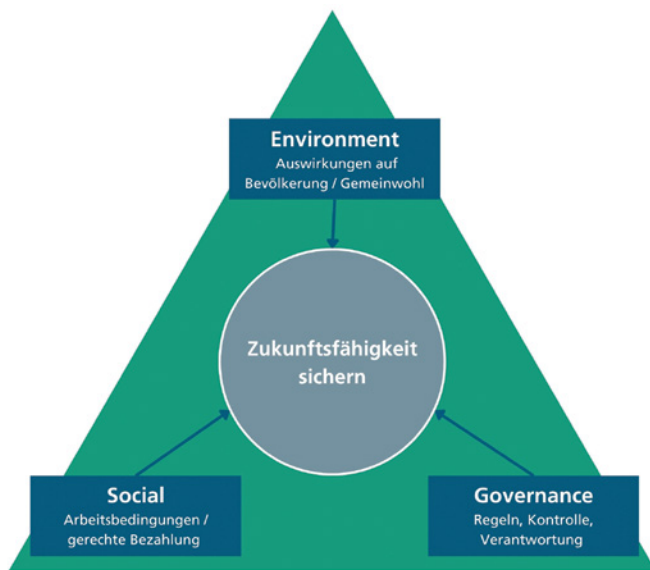 Environment
Auswirkungen auf
Bevölkerung / Gemeinwohl
Zukunftsfähigkeit
sichern
Social
Arbeitsbedingungen /
gerechte Bezahlung
Governance
Regeln, Kontrolle,
Verantwortung